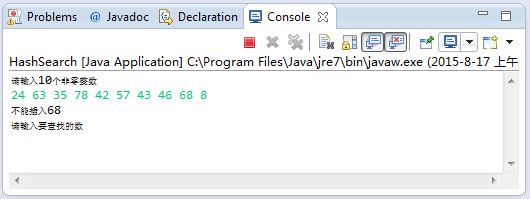 Problems @ Javadoc Declaration Console
HashSearch [Java Application] C:\Program Files\Java\jre7\bin\javaw.exe (2015-8-17 上午
请输入10个非零整数
24 63 35 78 42 57 43 46 68 8
不能插入68
请输入要查找的数